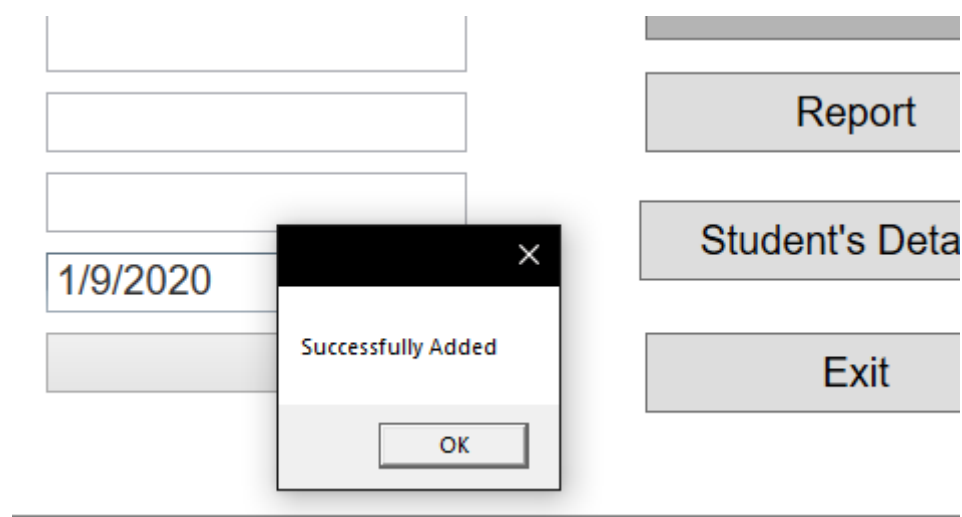 Report
Student's Deta
1/9/2020
Successfully Added
Exit
OK